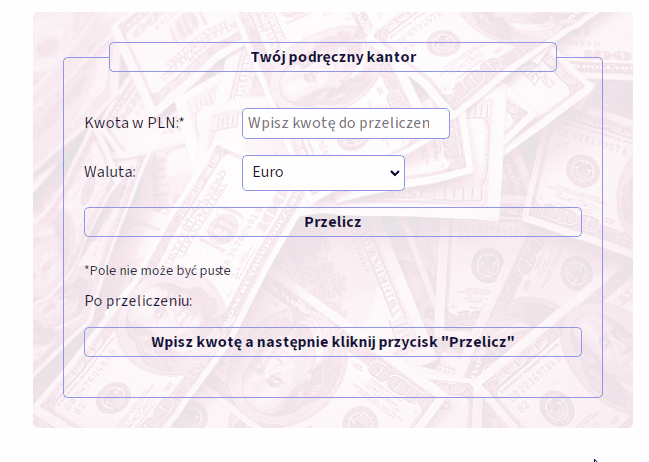 Twój podręczny kantor
Kwota w PLN:*
Wpisz kwotę do przeliczen
Waluta:
Euro
Przelicz
*Pole nie może być puste
Po przeliczeniu:
Wpisz kwotę a następnie kliknij przycisk "Przelicz"